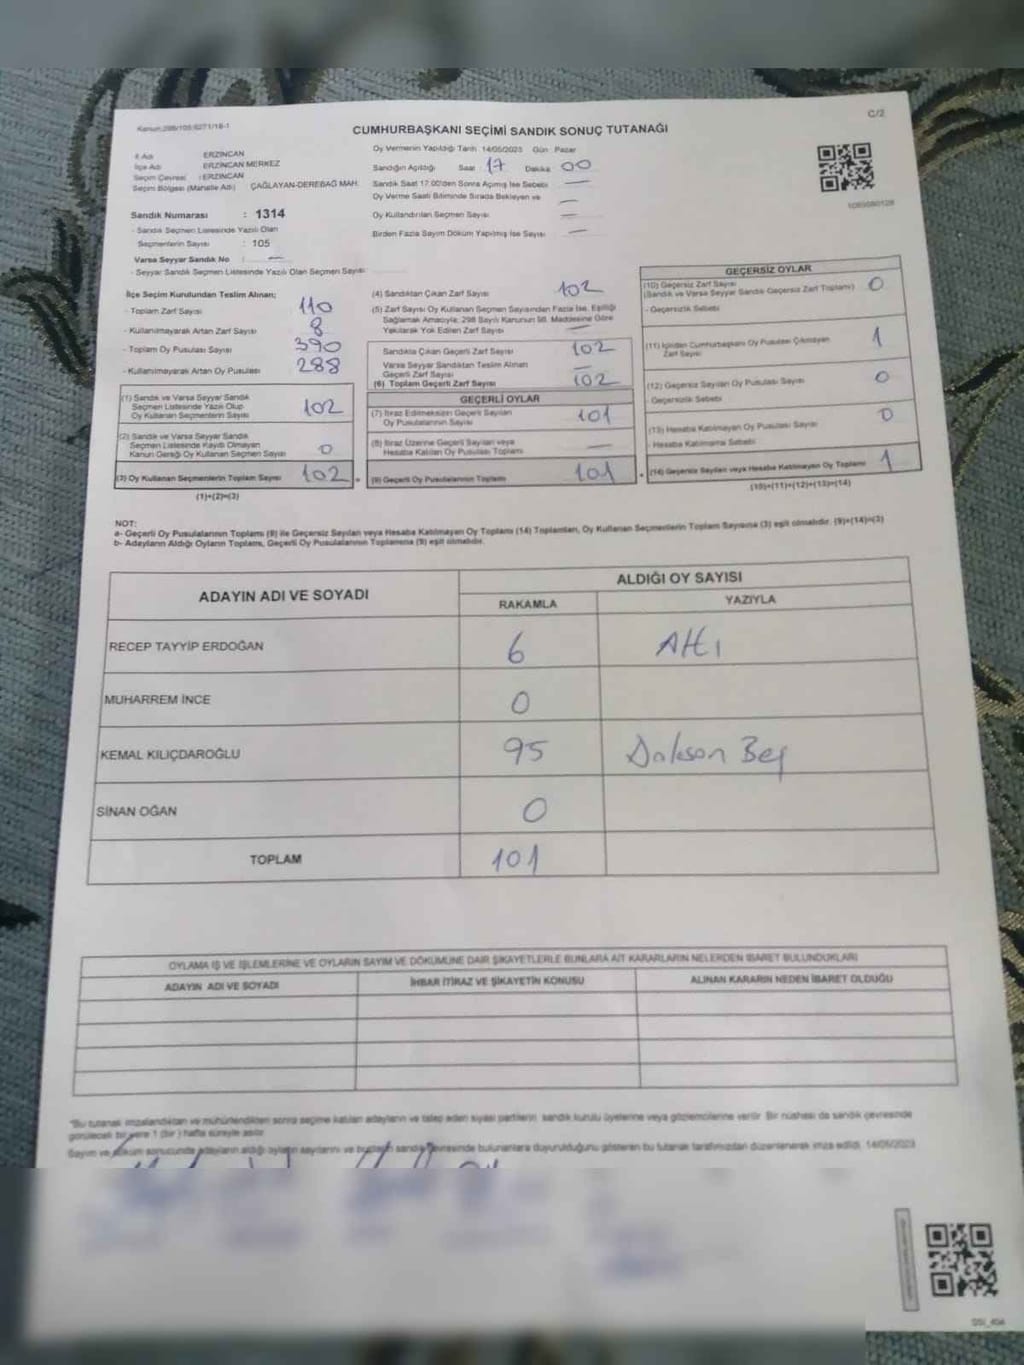 Kanun:298/105;6271/18-1
C/2
CUMHURBAŞKANI SEÇİMİ SANDIK SONUÇ TUTANAĞI
İl Adı ERZİNCAN
İlçe Adı ERZİNCAN MERKEZ
Seçim Çevresi : ERZİNCAN
Seçim Bölgesi (Mahalle Adı) ÇAĞLAYAN-DEREBAĞ MAH.
Sandık Numarası : 1314
- Sandık Seçmen Listesinde Yazılı Olan
Seçmenlerin Sayısı : 105
Varsa Seyyar Sandık No : —
- Seyyar Sandık Seçmen Listesinde Yazılı Olan Seçmen Sayısı
Oy Vermenin Yapıldığı Tarih 14/05/2023 Gün Pazar
Sandığın Açıldığı Saat 17 Dakika 00
Sandık Saat 17.00'den Sonra Açılmış İse Sebebi —
Oy Verme Saati Bitiminde Sırada Bekleyen ve —
Oy Kullandırılan Seçmen Sayısı —
Birden Fazla Sayım Döküm Yapılmış İse Sayısı —
1085080128
İlçe Seçim Kurulundan Teslim Alınan;
- Toplam Zarf Sayısı 110
- Kullanılmayarak Artan Zarf Sayısı 8
- Toplam Oy Pusulası Sayısı 390
- Kullanılmayarak Artan Oy Pusulası 288
(1) Sandık ve Varsa Seyyar Sandık
Seçmen Listesinde Yazılı Olup
Oy Kullanan Seçmenlerin Sayısı 102
(2) Sandık ve Varsa Seyyar Sandık
Seçmen Listesinde Kayıtlı Olmayan
Kanun Gereği Oy Kullanan Seçmen Sayısı 0
(3) Oy Kullanan Seçmenlerin Toplam Sayısı 102 =
(1)+(2)=(3)
(4) Sandıktan Çıkan Zarf Sayısı 102
(5) Zarf Sayısı Oy Kullanan Seçmen Sayısından Fazla İse, Eşitliği
Sağlamak Amacıyla; 298 Sayılı Kanunun 98. Maddesine Göre
Yakılarak Yok Edilen Zarf Sayısı —
Sandıkta Çıkan Geçerli Zarf Sayısı 102
Varsa Seyyar Sandıktan Teslim Alınan
Geçerli Zarf Sayısı —
(6) Toplam Geçerli Zarf Sayısı 102
GEÇERLİ OYLAR
(7) İtiraz Edilmeksizin Geçerli Sayılan
Oy Pusulalarının Sayısı 101
(8) İtiraz Üzerine Geçerli Sayılan veya
Hesaba Katılan Oy Pusulası Toplamı —
(9) Geçerli Oy Pusulalarının Toplamı 101 +
GEÇERSİZ OYLAR
(10) Geçersiz Zarf Sayısı 0
(Sandık ve Varsa Seyyar Sandık Geçersiz Zarf Toplamı)
- Geçersizlik Sebebi
(11) İçinden Cumhurbaşkanı Oy Pusulası Çıkmayan
Zarf Sayısı 1
(12) Geçersiz Sayılan Oy Pusulası Sayısı 0
- Geçersizlik Sebebi
(13) Hesaba Katılmayan Oy Pusulası Sayısı 0
- Hesaba Katılmama Sebebi
(14) Geçersiz Sayılan veya Hesaba Katılmayan Oy Toplamı 1
(10)+(11)+(12)+(13)=(14)
NOT:
a- Geçerli Oy Pusulalarının Toplamı (9) ile Geçersiz Sayılan veya Hesaba Katılmayan Oy Toplamı (14) Toplamları, Oy Kullanan Seçmenlerin Toplam Sayısına (3) eşit olmalıdır. (9)+(14)=(3)
b- Adayların Aldığı Oyların Toplamı, Geçerli Oy Pusulalarının Toplamına (9) eşit olmalıdır.
ADAYIN ADI VE SOYADI ALDIĞI OY SAYISI
RAKAMLA YAZIYLA
RECEP TAYYİP ERDOĞAN 6 Altı
MUHARREM İNCE 0
KEMAL KILIÇDAROĞLU 95 Doksan Beş
SİNAN OĞAN 0
TOPLAM 101
OYLAMA İŞ VE İŞLEMLERİNE VE OYLARIN SAYIM VE DÖKÜMÜNE DAİR ŞİKAYETLERLE BUNLARA AİT KARARLARIN NELERDEN İBARET BULUNDUKLARI
ADAYIN ADI VE SOYADI İHBAR İTİRAZ VE ŞİKAYETİN KONUSU ALINAN KARARIN NEDEN İBARET OLDUĞU
"Bu tutanak imzalandıktan ve mühürlendikten sonra seçime katılan adayların ve talep eden siyasi partilerin sandık kurulu üyelerine veya gözlemcilerine verilir. Bir nüshası da sandık çevresinde
görülecek bir yere 1 (bir) hafta süreyle asılır.
Sayım ve döküm sonucunda adayların aldığı oyların sayılarını ve bunların sandık çevresinde bulunanlara duyurulduğunu gösteren bu tutanak tarafımızdan düzenlenerek imza edildi. 14/05/2023